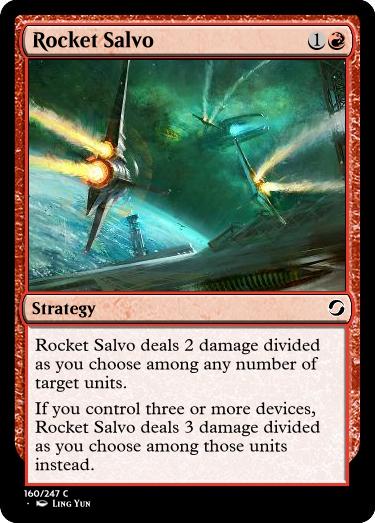 Rocket Salvo 1
Strategy
Rocket Salvo deals 2 damage divided
as you choose among any number of
target units.
If you control three or more devices,
Rocket Salvo deals 3 damage divided
as you choose among those units
instead.
160/247 C
· Ling Yun